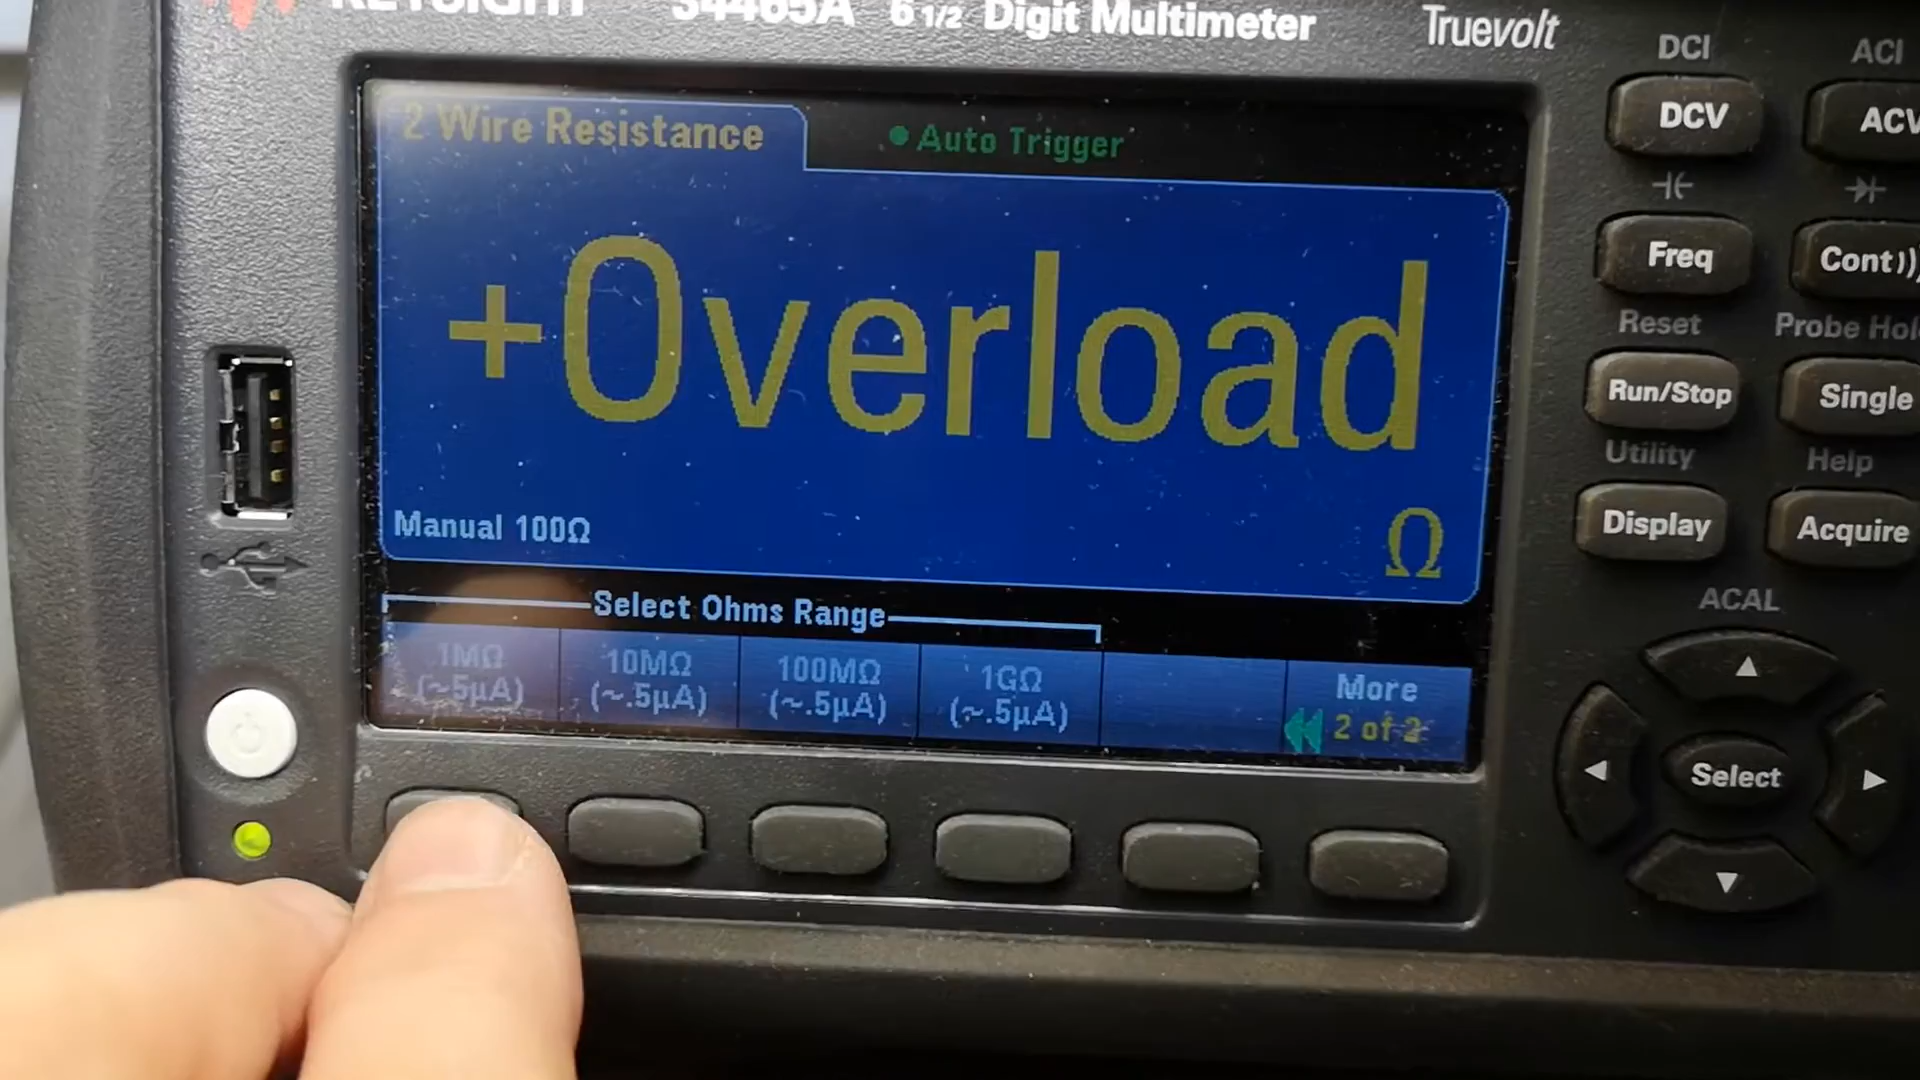 KEYSIGHT 34465A 6 1/2 Digit Multimeter Truevolt
2 Wire Resistance
● Auto Trigger
+Overload
Manual 100Ω
Ω
Select Ohms Range
1MΩ
(~5µA)
10MΩ
(~.5µA)
100MΩ
(~.5µA)
1GΩ
(~.5µA)
More
2 of 2
DCI
ACI
DCV
ACV
Freq
Cont
Reset
Probe Hol
Run/Stop
Single
Utility
Help
Display
Acquire
ACAL
Select